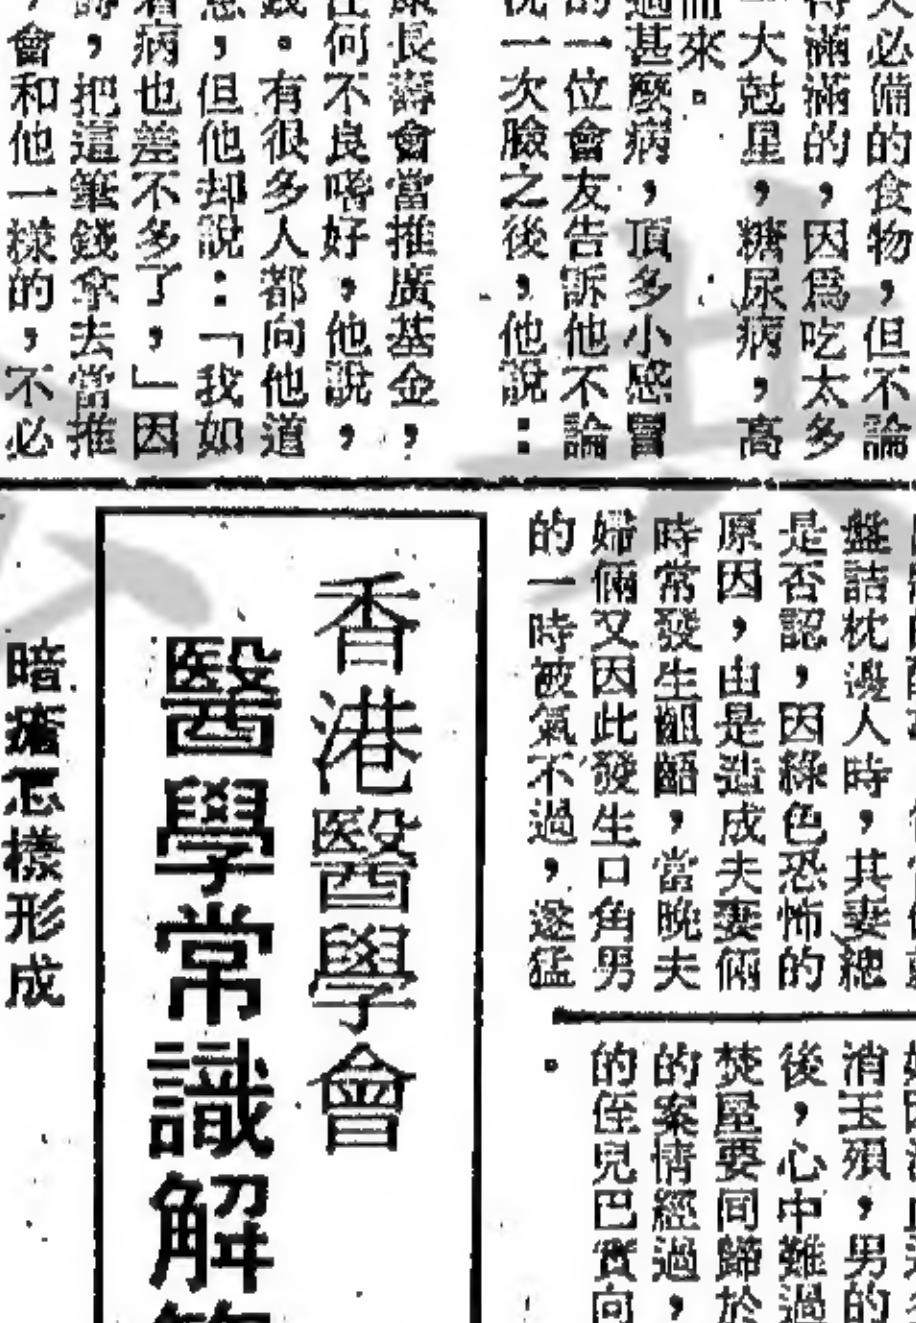 天必備的食物，但不論
得滿滿的，因爲吃太多
一大尅星，糖尿病，高
而來。
過甚麽病，頂多小感冒
的一位會友告訴他不論
說一次臉之後，他說：
康長壽會當推廣基金，
任何不良嗜好，他說，
錢。有很多人都向他道
，但他却說：「我如
病也差不多了，」因
，把這筆錢拿去當推
，會和他一樣的，不必
盤詰枕邊人時，其妻總
是否認，因綠色恐怖的
原因，由是造成夫妻倆
時常發生齟齬，當晚夫
婦倆又因此發生口角男
的一時被氣不過，遂猛
消玉殞，男的
後，心中難過
焚屋要同歸於
的案情經過，
的侄兒巴實向
。
香港醫學會
醫學常識解
暗瘡怎樣形成